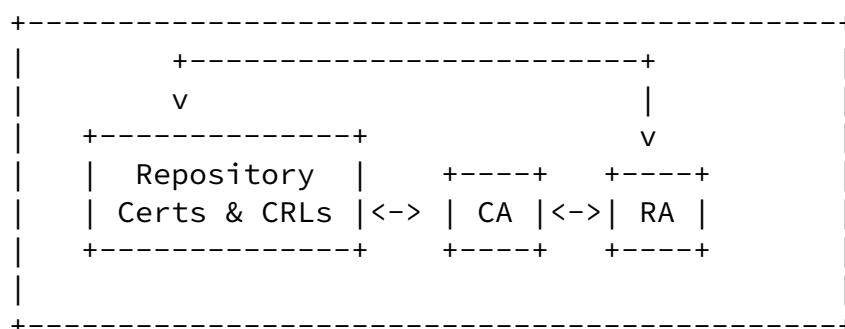 +----------------------------------------------+
|        +-------------------------+           |
|        v                         |           |
|   +--------------+               v           |
|   |  Repository  |    +----+   +----+        |
|   | Certs & CRLs |<-> | CA |<->| RA |        |
|   +--------------+    +----+   +----+        |
|                                              |
+----------------------------------------------+